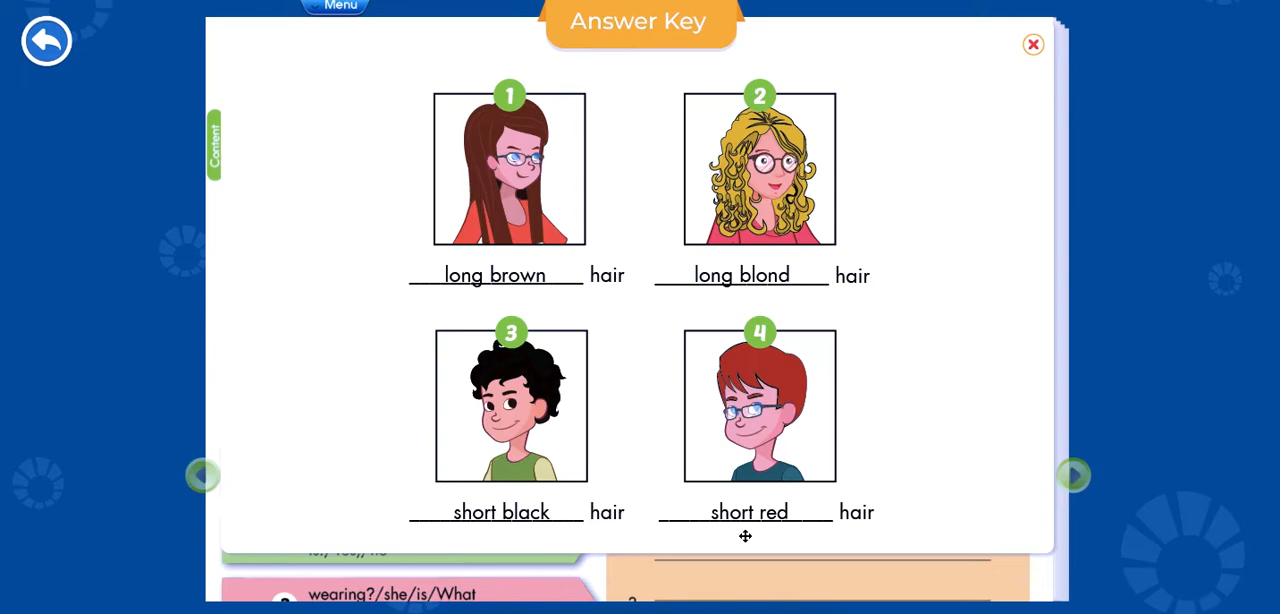 Menu
Answer Key
Content
1
2
long brown hair
long blond hair
3
4
short black hair
short red hair
wearing?/she/is/What